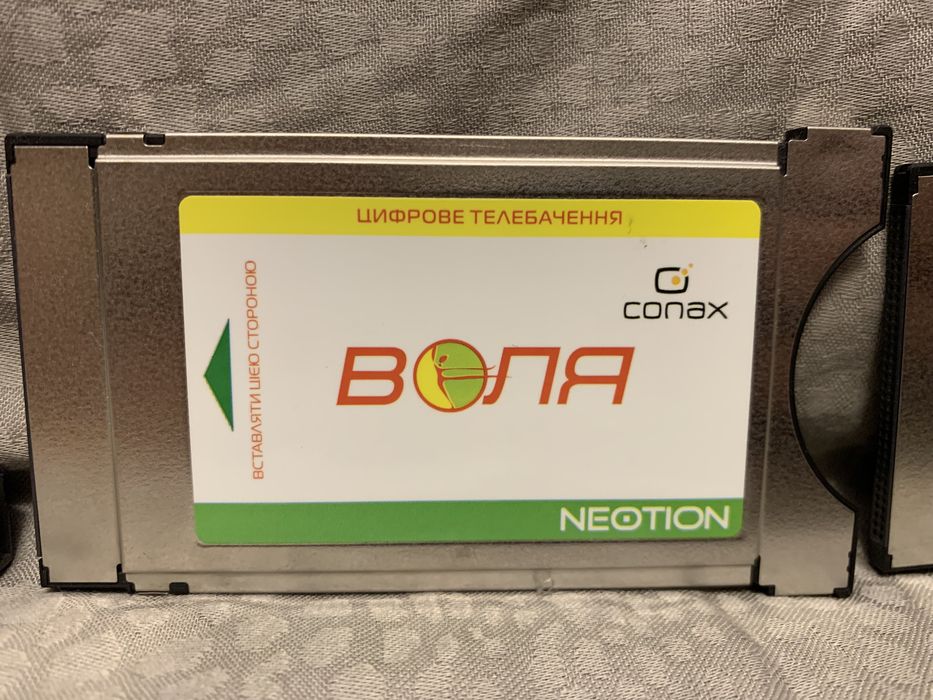 ЦИФРОВЕ ТЕЛЕБАЧЕННЯ
conax
ВСТАВЛЯТИ ЦІЄЮ СТОРОНОЮ
ВОЛЯ
NEOTION